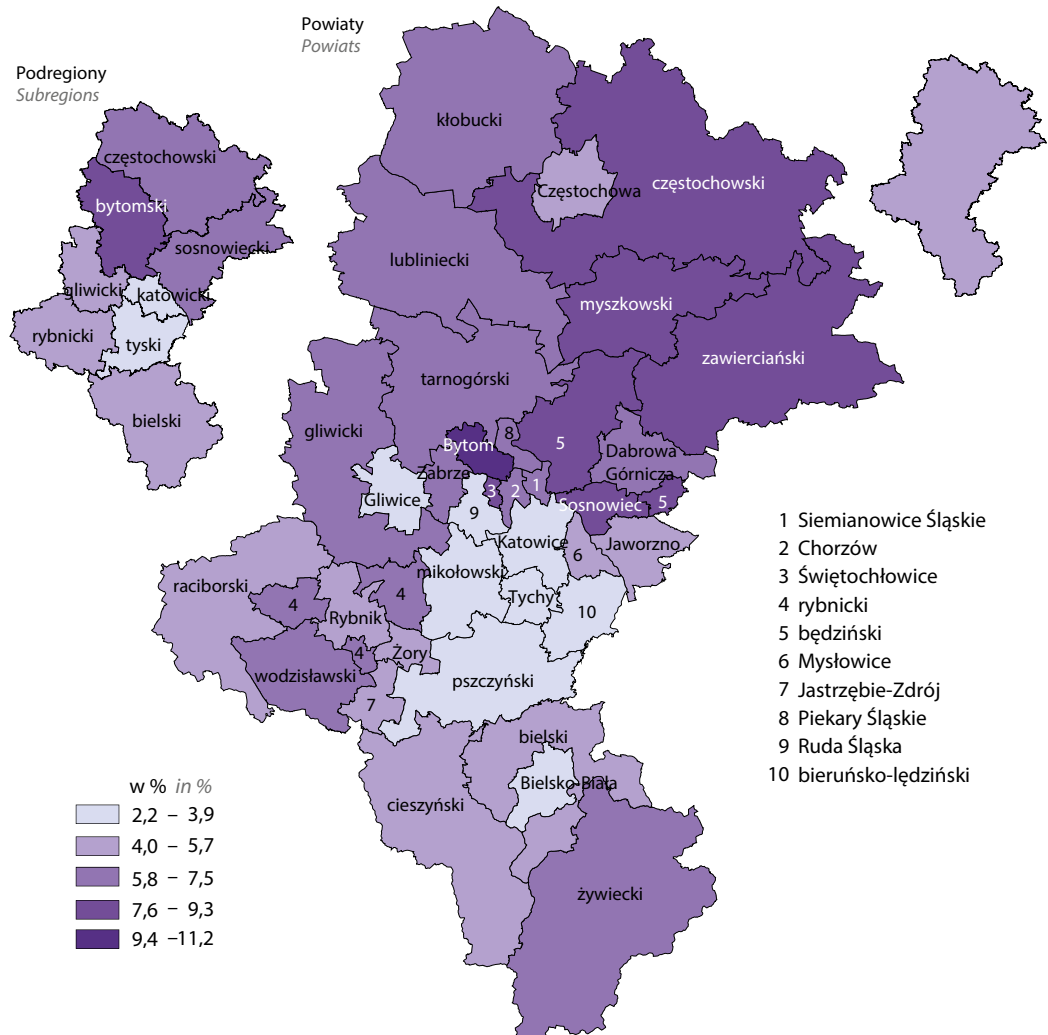 Powiaty
Powiats
Podregiony
Subregions
częstochowski
bytomski
sosnowiecki
gliwicki
katowicki
rybnicki
tyski
bielski
kłobucki
Częstochowa
częstochowski
lubliniecki
myszkowski
zawierciański
tarnogórski
gliwicki
Bytom
8
5
Dabrowa
Górnicza
Zabrze
Gliwice
3
2
1
9
Sosnowiec
5
Katowice
Jaworzno
6
mikołowski
raciborski
4
4
Tychy
10
Rybnik
4
Żory
wodzisławski
pszczyński
7
bielski
Bielsko-Biała
cieszyński
żywiecki
1 Siemianowice Śląskie
2 Chorzów
3 Świętochłowice
4 rybnicki
5 będziński
6 Mysłowice
7 Jastrzębie-Zdrój
8 Piekary Śląskie
9 Ruda Śląska
10 bieruńsko-lędziński
w % in %
2,2 – 3,9
4,0 – 5,7
5,8 – 7,5
7,6 – 9,3
9,4 –11,2